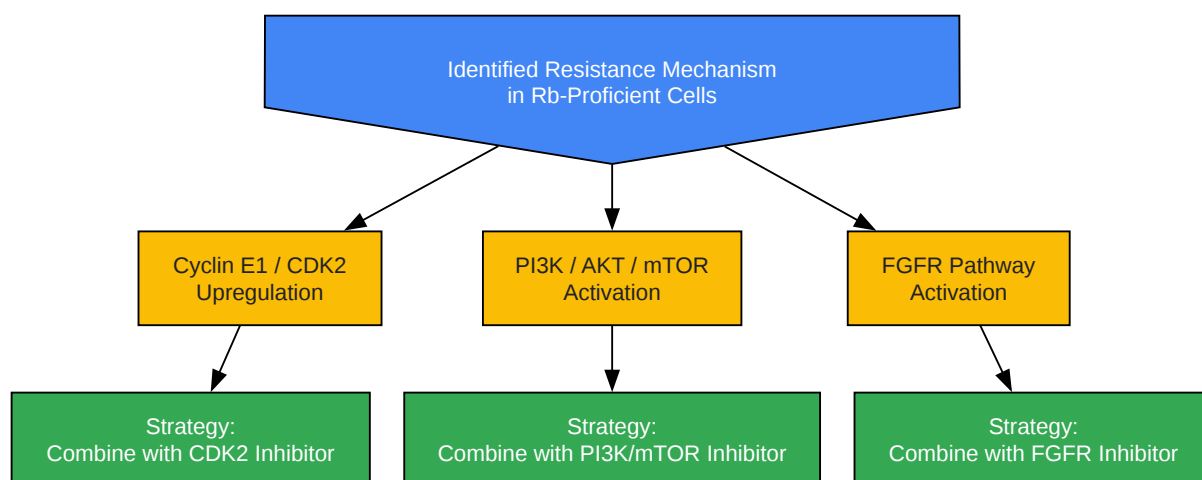 Identified Resistance Mechanism
in Rb-Proficient Cells
Cyclin E1 / CDK2
Upregulation
PI3K / AKT / mTOR
Activation
FGFR Pathway
Activation
Strategy:
Combine with CDK2 Inhibitor
Strategy:
Combine with PI3K/mTOR Inhibitor
Strategy:
Combine with FGFR Inhibitor